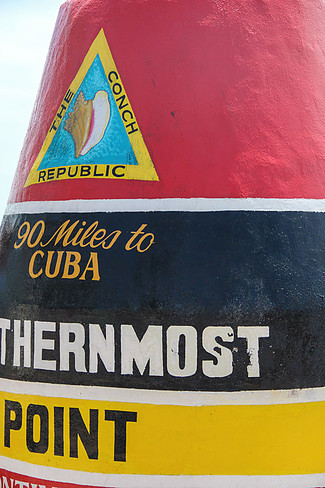 THE CONCH
REPUBLIC
90 Miles to
CUBA
THERNMOST
POINT